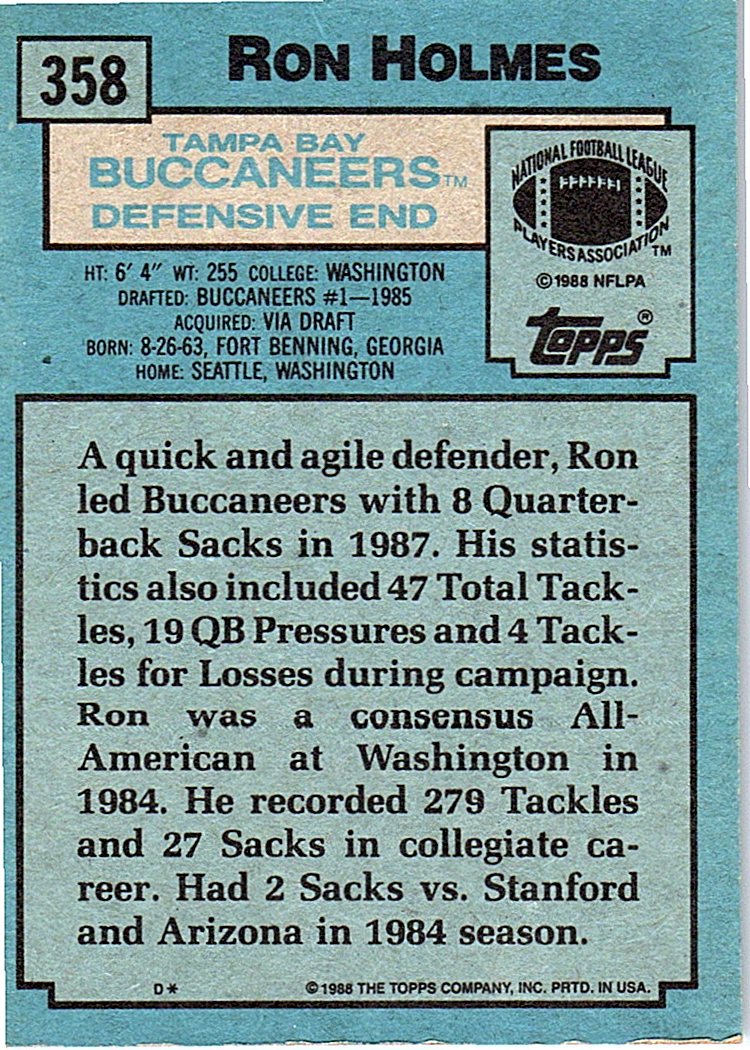 358
RON HOLMES
TAMPA BAY
BUCCANEERS™
DEFENSIVE END
NATIONAL FOOTBALL LEAGUE
PLAYERS ASSOCIATION™
©1988 NFLPA
TOPPS®
HT: 6′ 4″ WT: 255 COLLEGE: WASHINGTON
DRAFTED: BUCCANEERS #1—1985
ACQUIRED: VIA DRAFT
BORN: 8-26-63, FORT BENNING, GEORGIA
HOME: SEATTLE, WASHINGTON
A quick and agile defender, Ron
led Buccaneers with 8 Quarter-
back Sacks in 1987. His statis-
tics also included 47 Total Tack-
les, 19 QB Pressures and 4 Tack-
les for Losses during campaign.
Ron was a consensus All-
American at Washington in
1984. He recorded 279 Tackles
and 27 Sacks in collegiate ca-
reer. Had 2 Sacks vs. Stanford
and Arizona in 1984 season.
D*
©1988 THE TOPPS COMPANY, INC. PRTD. IN USA.